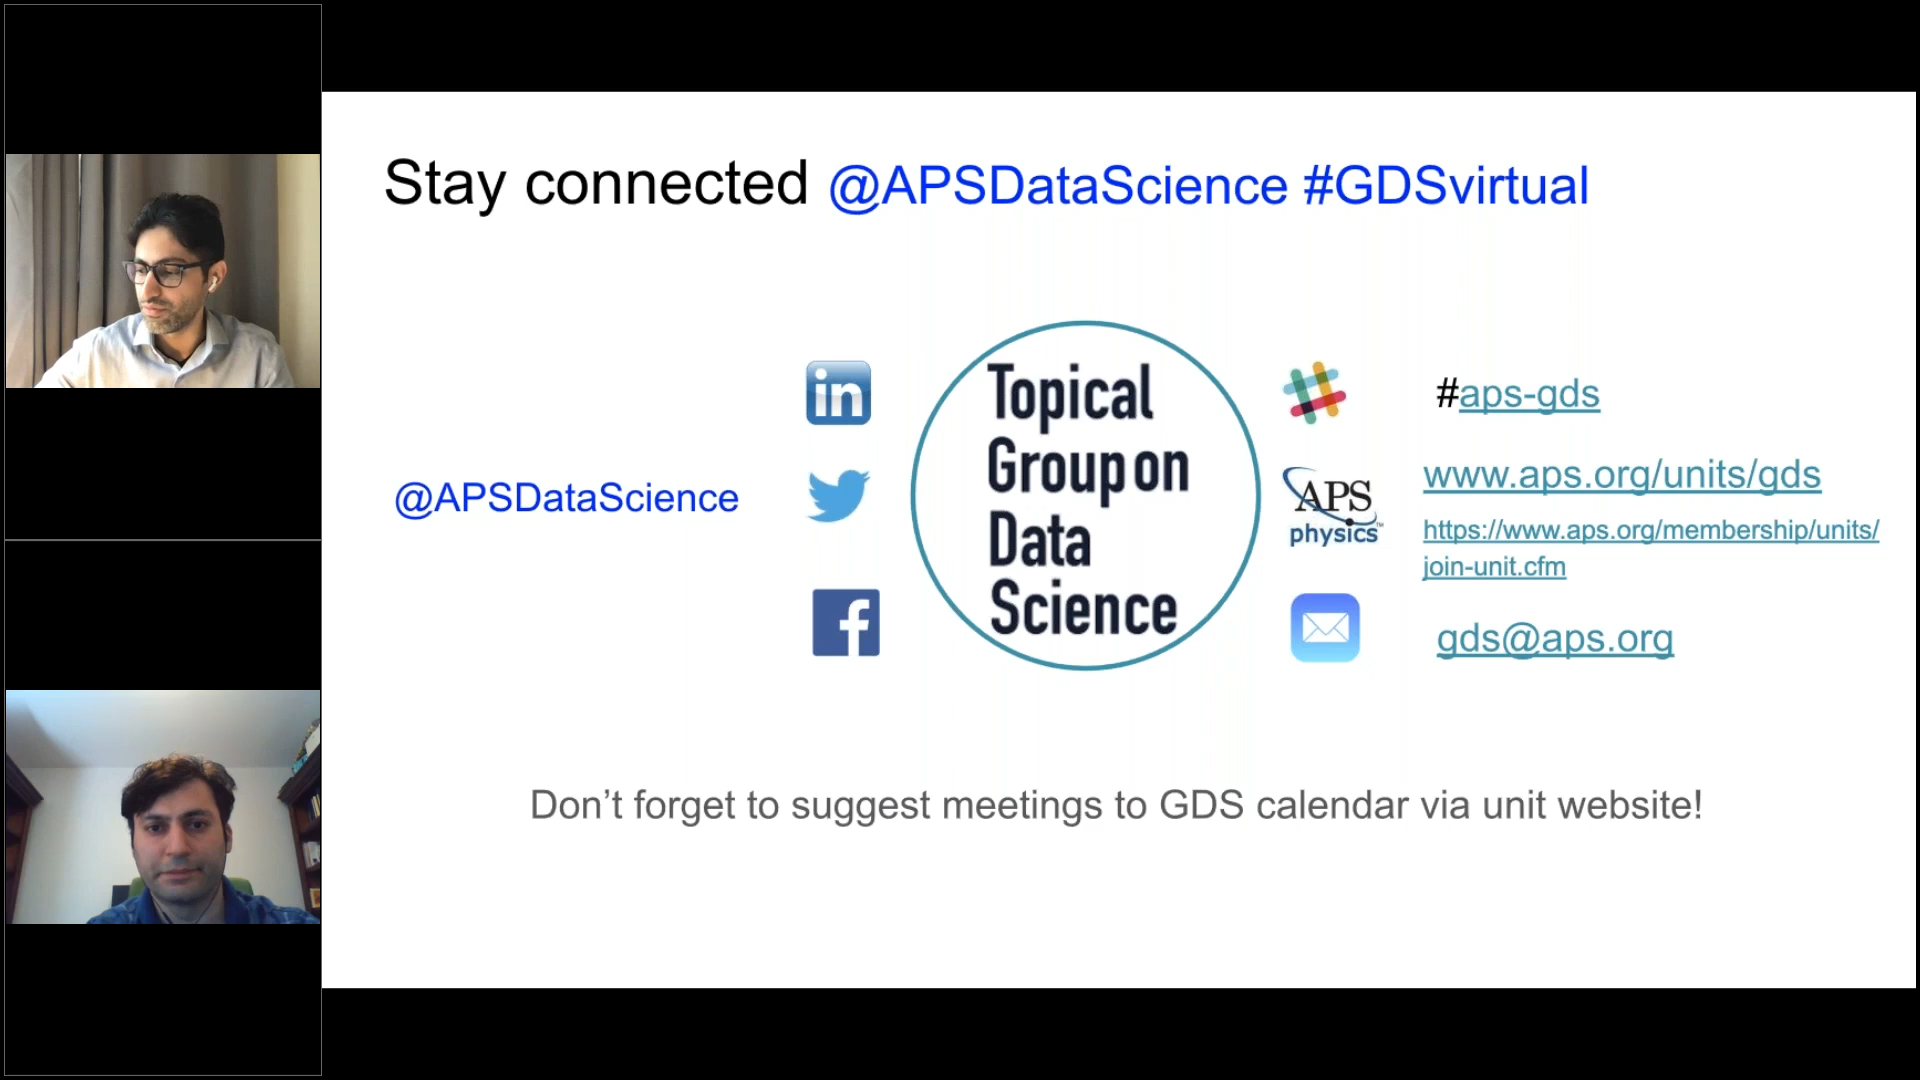 Stay connected @APSDataScience #GDSvirtual
@APSDataScience
in
f
Topical
Group on
Data
Science
APS
physics™
#aps-gds
www.aps.org/units/gds
https://www.aps.org/membership/units/
join-unit.cfm
gds@aps.org
Don’t forget to suggest meetings to GDS calendar via unit website!